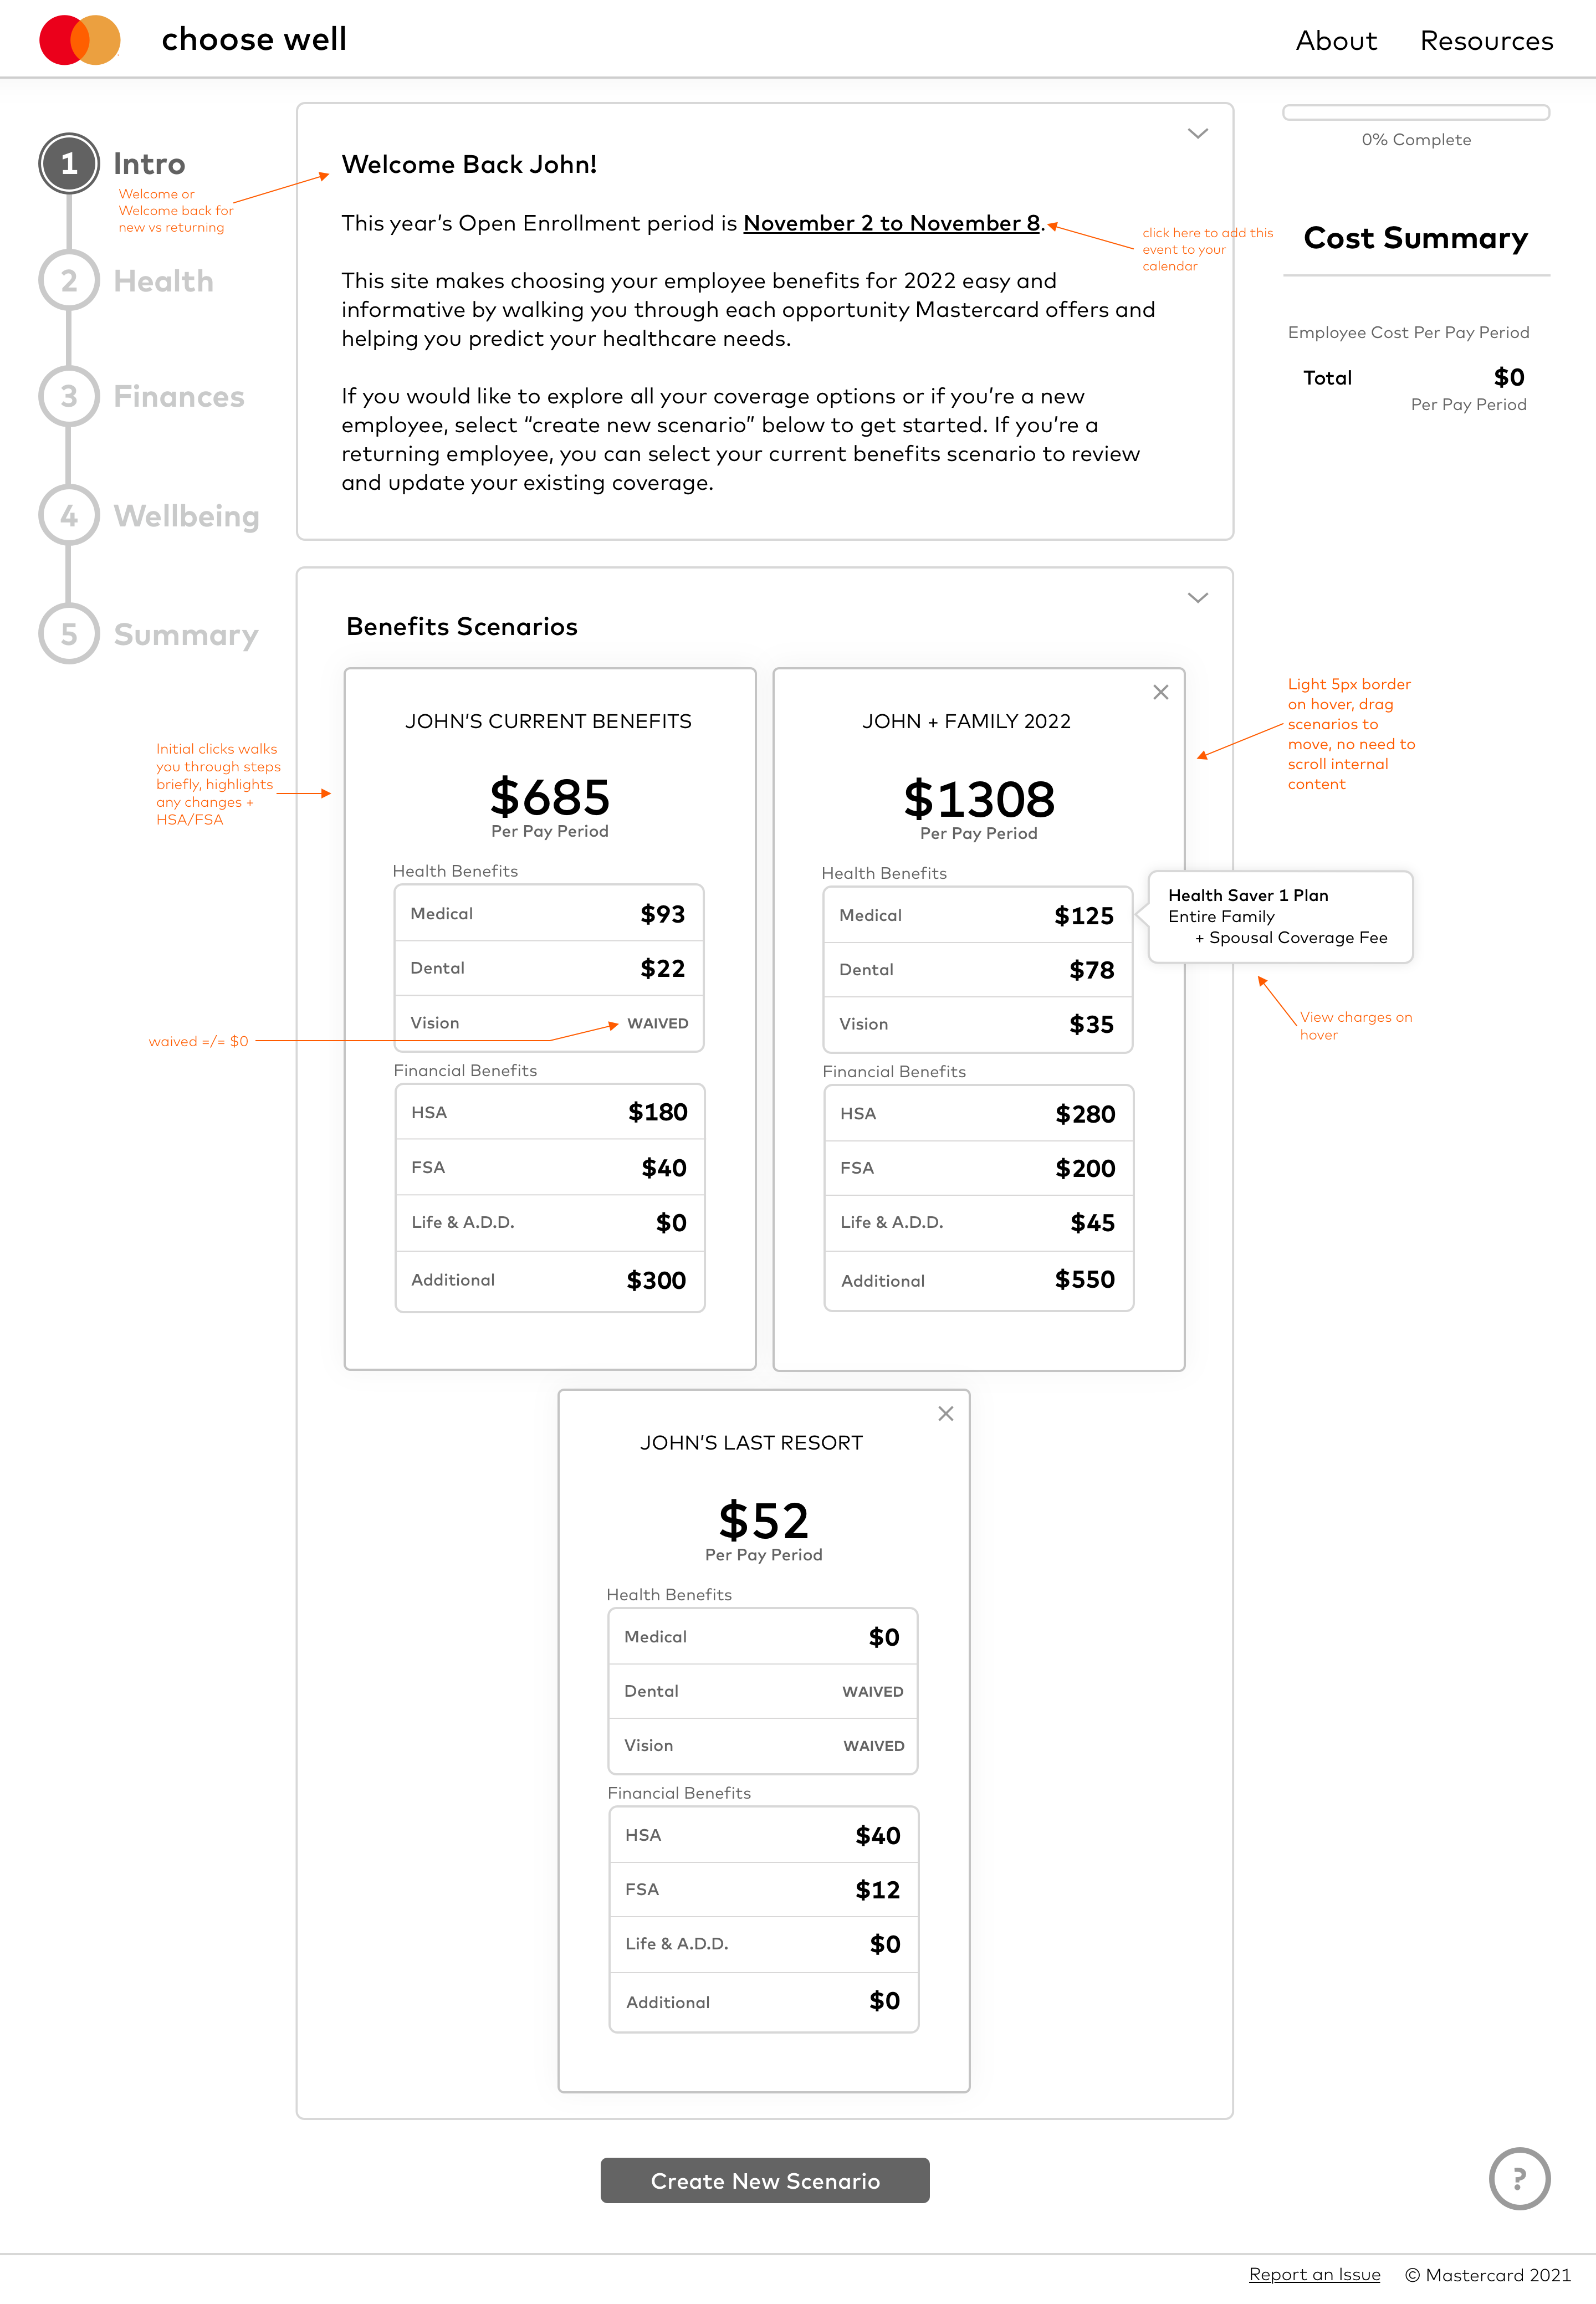 choose well
About
Resources
1
Intro
Welcome or
Welcome back for
new vs returning
2
Health
3
Finances
4
Wellbeing
5
Summary
Welcome Back John!
This year’s Open Enrollment period is November 2 to November 8.
click here to add this
event to your
calendar
This site makes choosing your employee benefits for 2022 easy and
informative by walking you through each opportunity Mastercard offers and
helping you predict your healthcare needs.
If you would like to explore all your coverage options or if you’re a new
employee, select “create new scenario” below to get started. If you’re a
returning employee, you can select your current benefits scenario to review
and update your existing coverage.
0% Complete
Cost Summary
Employee Cost Per Pay Period
Total $0
Per Pay Period
Benefits Scenarios
Initial clicks walks
you through steps
briefly, highlights
any changes +
HSA/FSA
waived =/= $0
JOHN’S CURRENT BENEFITS
$685
Per Pay Period
Health Benefits
Medical $93
Dental $22
Vision WAIVED
Financial Benefits
HSA $180
FSA $40
Life & A.D.D. $0
Additional $300
JOHN + FAMILY 2022
$1308
Per Pay Period
Health Benefits
Medical $125
Dental $78
Vision $35
Financial Benefits
HSA $280
FSA $200
Life & A.D.D. $45
Additional $550
Light 5px border
on hover, drag
scenarios to
move, no need to
scroll internal
content
Health Saver 1 Plan
Entire Family
+ Spousal Coverage Fee
View charges on
hover
JOHN’S LAST RESORT
$52
Per Pay Period
Health Benefits
Medical $0
Dental WAIVED
Vision WAIVED
Financial Benefits
HSA $40
FSA $12
Life & A.D.D. $0
Additional $0
Create New Scenario
?
Report an Issue
© Mastercard 2021